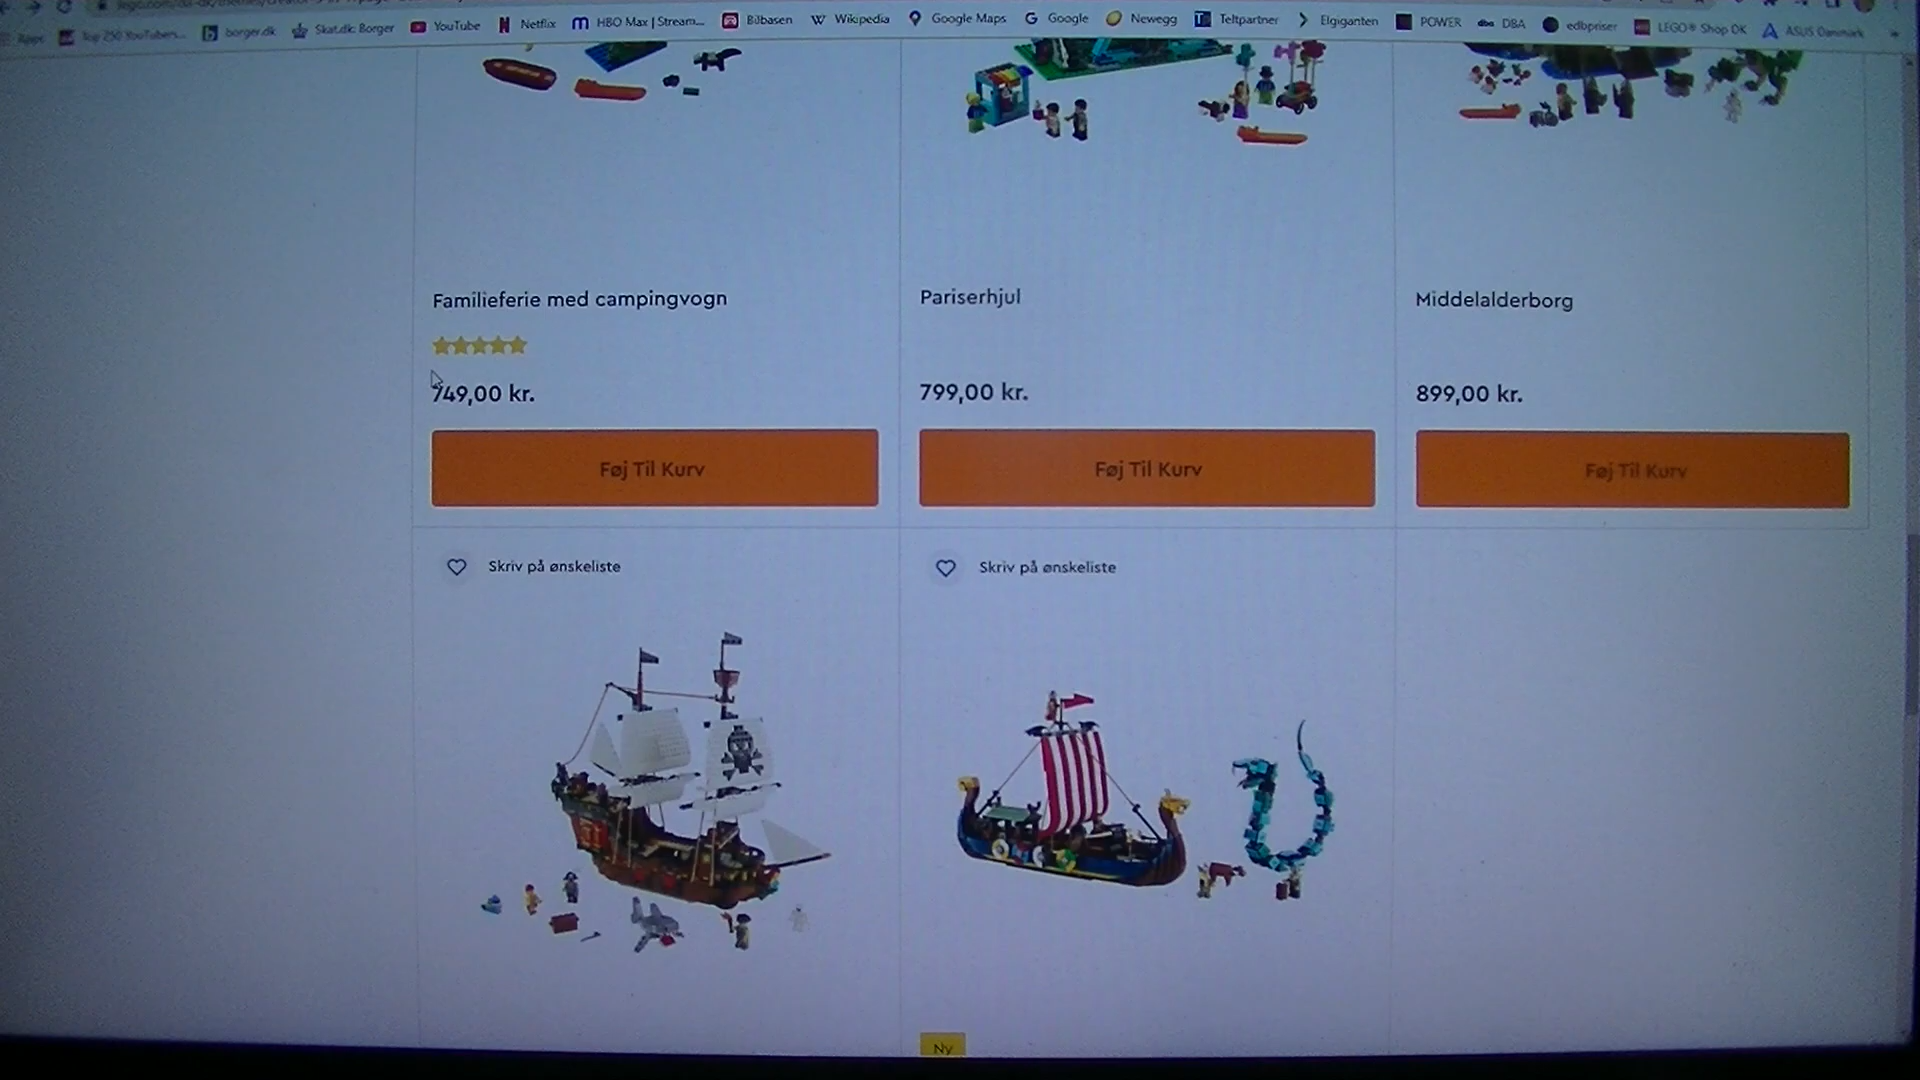 Apps Top 250 YouTubers... borger.dk Skat.dk: Borger YouTube Netflix HBO Max | Stream... Bilbasen Wikipedia Google Maps Google Newegg Teltpartner Elgiganten POWER DBA edbpriser LEGO® Shop DK ASUS Danmark
Familieferie med campingvogn
749,00 kr.
Føj Til Kurv
Pariserhjul
799,00 kr.
Føj Til Kurv
Middelalderborg
899,00 kr.
Føj Til Kurv
Skriv på ønskeliste
Skriv på ønskeliste
Ny